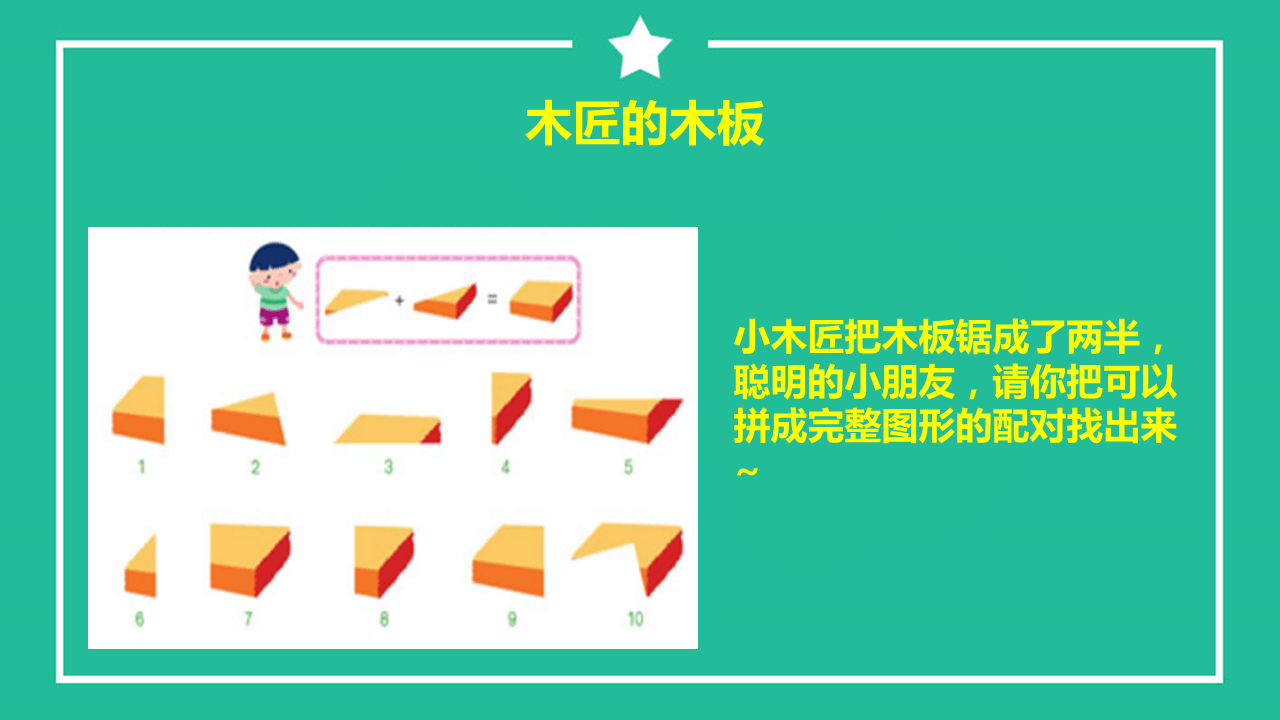 木匠的木板
+ =
小木匠把木板锯成了两半，
聪明的小朋友，请你把可以
拼成完整图形的配对找出来
~
1 2 3 4 5
6 7 8 9 10